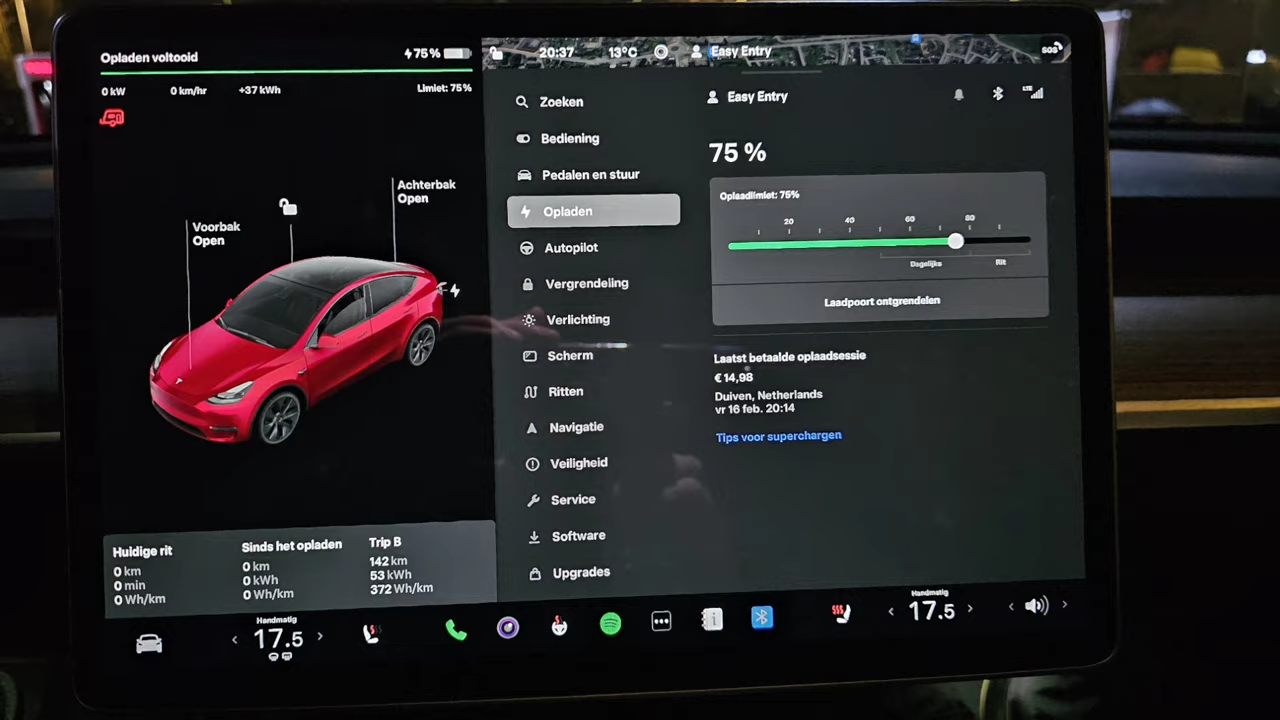 Opladen voltooid
75 %
0 kW
0 km/hr
+37 kWh
Limiet: 75%
Voorbak
Open
Achterbak
Open
Huidige rit
0 km
0 min
0 Wh/km
Sinds het opladen
0 km
0 kWh
0 Wh/km
Trip B
142 km
53 kWh
372 Wh/km
20:37
13°C
Easy Entry
SOS
Zoeken
Bediening
Pedalen en stuur
Opladen
Autopilot
Vergrendeling
Verlichting
Scherm
Ritten
Navigatie
Veiligheid
Service
Software
Upgrades
Easy Entry
LTE
75 %
Oplaadlimiet: 75%
20 40 60 80
Dagelijks
Rit
Laadpoort ontgrendelen
Laatst betaalde oplaadsessie
€ 14,98
Duiven, Netherlands
vr 16 feb. 20:14
Tips voor superchargen
Handmatig
17.5
Handmatig
17.5